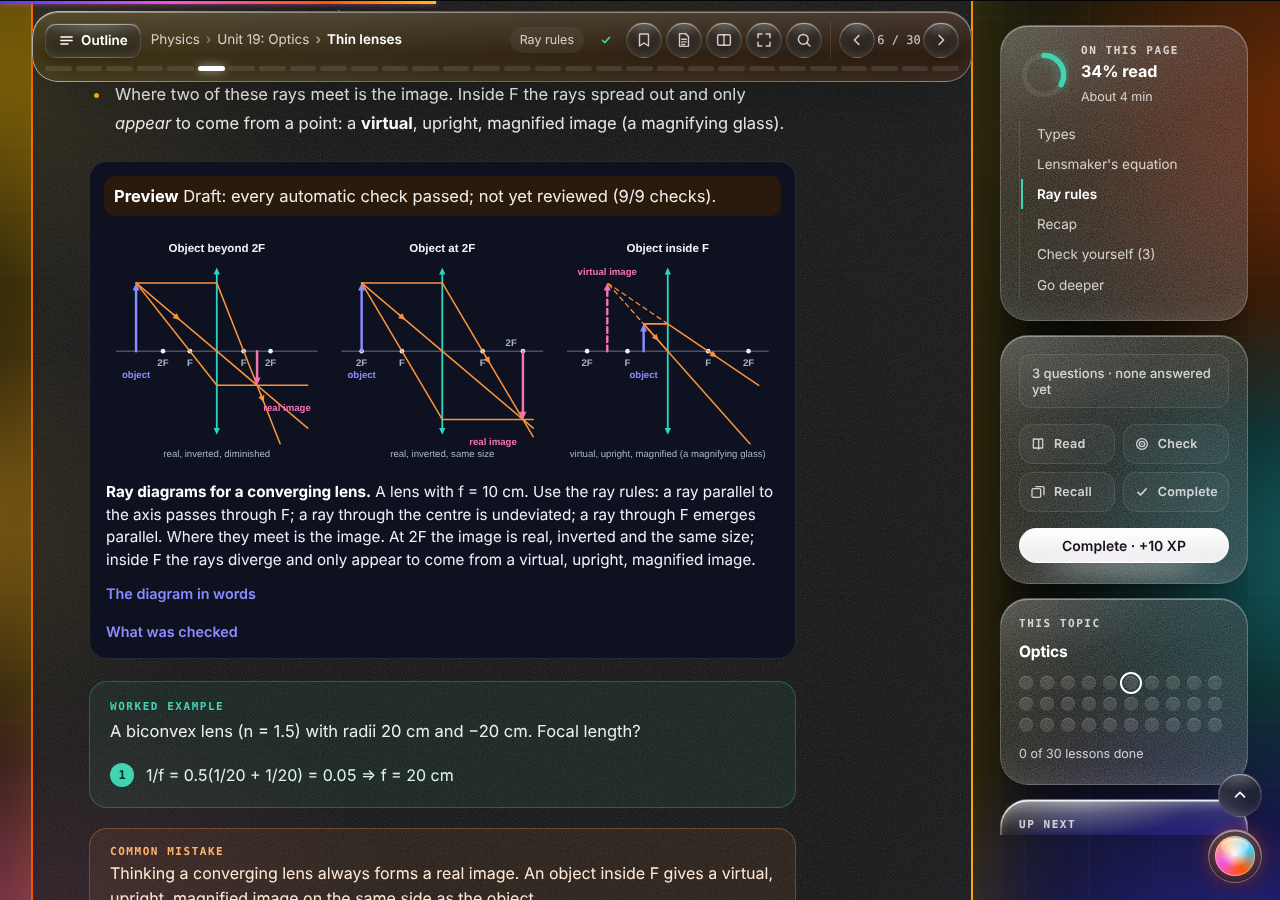 Outline
Physics › Unit 19: Optics › Thin lenses
Ray rules
6 / 30
Where two of these rays meet is the image. Inside F the rays spread out and only
appear to come from a point: a virtual, upright, magnified image (a magnifying glass).
Preview Draft: every automatic check passed; not yet reviewed (9/9 checks).
Object beyond 2F
2F
F
F
2F
object
real image
real, inverted, diminished
Object at 2F
2F
F
F
2F
object
real image
real, inverted, same size
Object inside F
virtual image
2F
F
F
2F
object
virtual, upright, magnified (a magnifying glass)
Ray diagrams for a converging lens. A lens with f = 10 cm. Use the ray rules: a ray parallel to
the axis passes through F; a ray through the centre is undeviated; a ray through F emerges
parallel. Where they meet is the image. At 2F the image is real, inverted and the same size;
inside F the rays diverge and only appear to come from a virtual, upright, magnified image.
The diagram in words
What was checked
WORKED EXAMPLE
A biconvex lens (n = 1.5) with radii 20 cm and −20 cm. Focal length?
1 1/f = 0.5(1/20 + 1/20) = 0.05 ⇒ f = 20 cm
COMMON MISTAKE
Thinking a converging lens always forms a real image. An object inside F gives a virtual,
upright, magnified image on the same side as the object.
ON THIS PAGE
34% read
About 4 min
Types
Lensmaker's equation
Ray rules
Recap
Check yourself (3)
Go deeper
3 questions · none answered
yet
Read
Check
Recall
Complete
Complete · +10 XP
THIS TOPIC
Optics
0 of 30 lessons done
UP NEXT